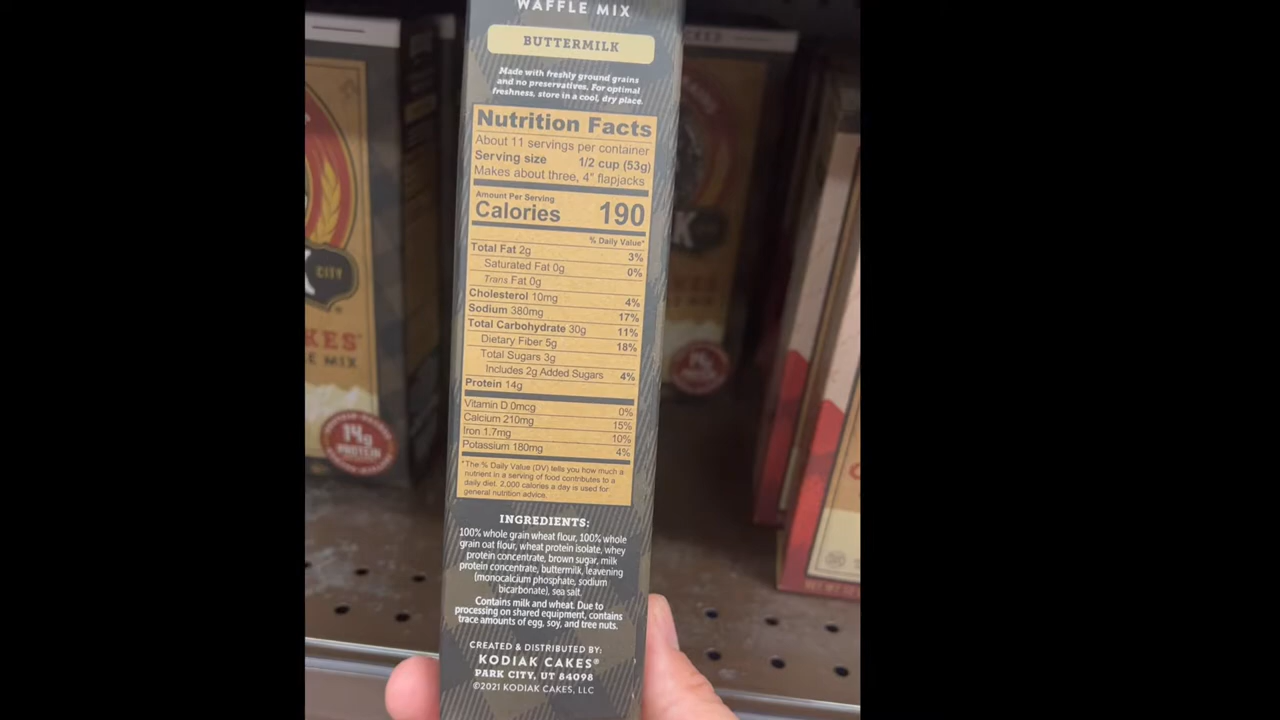 WAFFLE MIX
BUTTERMILK
Made with freshly ground grains
and no preservatives. For optimal
freshness, store in a cool, dry place.
Nutrition Facts
About 11 servings per container
Serving size 1/2 cup (53g)
Makes about three, 4" flapjacks
Amount Per Serving
Calories 190
% Daily Value*
Total Fat 2g 3%
Saturated Fat 0g 0%
Trans Fat 0g
Cholesterol 10mg 4%
Sodium 380mg 17%
Total Carbohydrate 30g 11%
Dietary Fiber 5g 18%
Total Sugars 3g
Includes 2g Added Sugars 4%
Protein 14g
Vitamin D 0mcg 0%
Calcium 210mg 15%
Iron 1.7mg 10%
Potassium 180mg 4%
*The % Daily Value (DV) tells you how much a
nutrient in a serving of food contributes to a
daily diet. 2,000 calories a day is used for
general nutrition advice.
INGREDIENTS:
100% whole grain wheat flour, 100% whole
grain oat flour, wheat protein isolate, whey
protein concentrate, brown sugar, milk
protein concentrate, buttermilk, leavening
(monocalcium phosphate, sodium
bicarbonate), sea salt.
Contains milk and wheat. Due to
processing on shared equipment, contains
trace amounts of egg, soy, and tree nuts.
CREATED & DISTRIBUTED BY:
KODIAK CAKES®
PARK CITY, UT 84098
©2021 KODIAK CAKES, LLC
K CITY
KES
E MIX
14g
PROTEIN
K